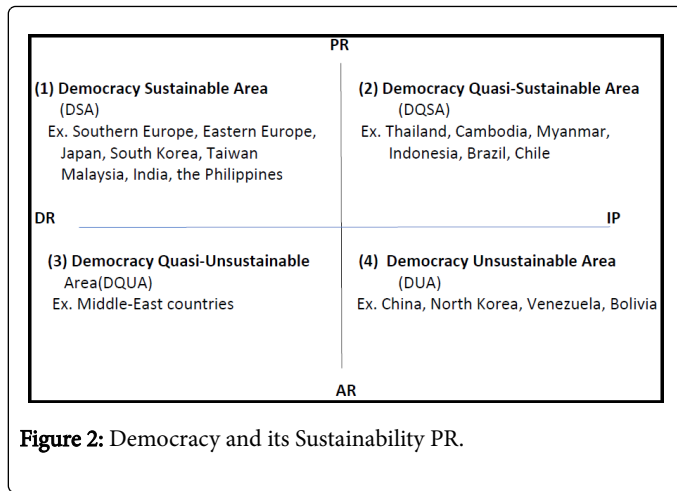 PR
(1) Democracy Sustainable Area
(DSA)
Ex. Southern Europe, Eastern Europe,
Japan, South Korea, Taiwan
Malaysia, India, the Philippines
(2) Democracy Quasi-Sustainable Area
(DQSA)
Ex. Thailand, Cambodia, Myanmar,
Indonesia, Brazil, Chile
DR
IP
(3) Democracy Quasi-Unsustainable
Area(DQUA)
Ex. Middle-East countries
(4) Democracy Unsustainable Area
(DUA)
Ex. China, North Korea, Venezuela, Bolivia
AR
Figure 2: Democracy and its Sustainability PR.